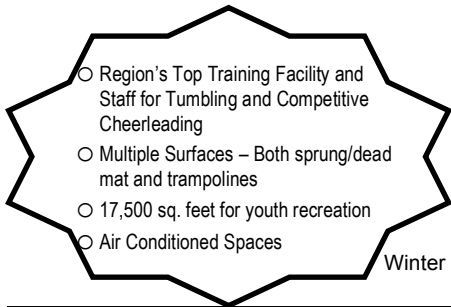 ○ Region's Top Training Facility and
Staff for Tumbling and Competitive
Cheerleading
○ Multiple Surfaces – Both sprung/dead
mat and trampolines
○ 17,500 sq. feet for youth recreation
○ Air Conditioned Spaces
Winter